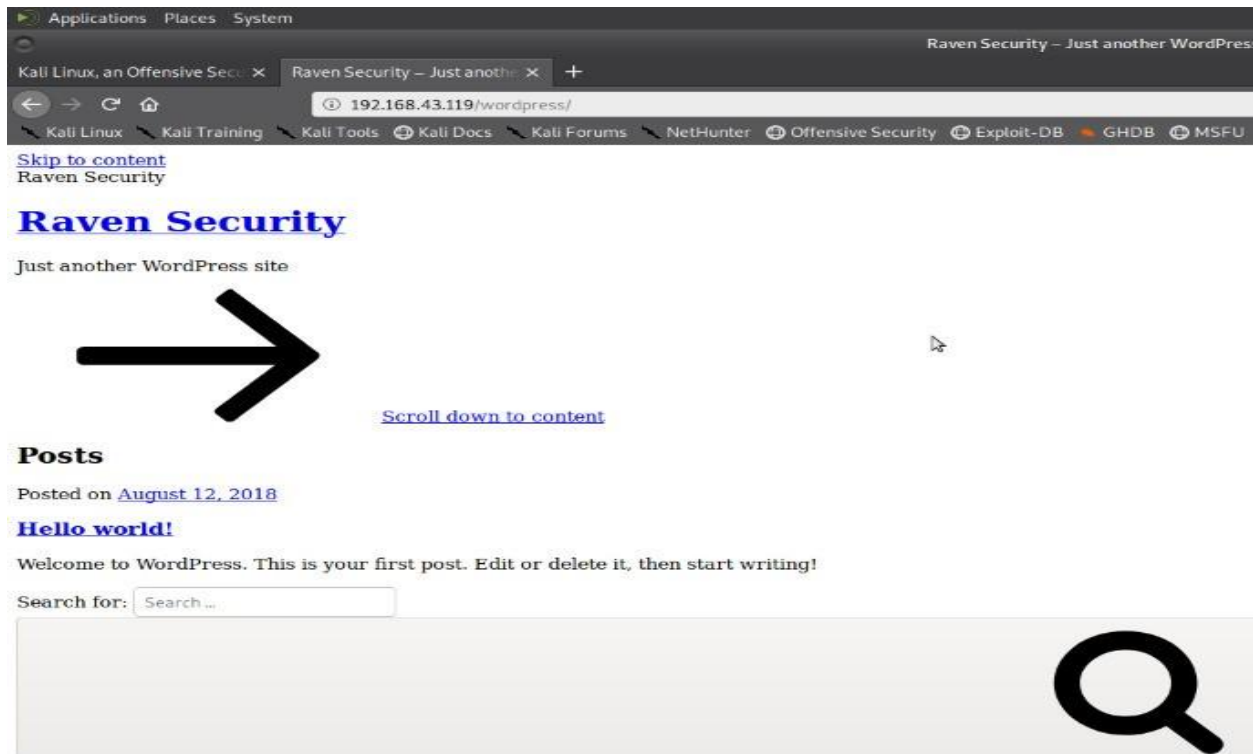 Applications Places System
Raven Security – Just another WordPres
Kali Linux, an Offensive Secu
Raven Security – Just anothe
192.168.43.119/wordpress/
Kali Linux Kali Training Kali Tools Kali Docs Kali Forums NetHunter Offensive Security Exploit-DB GHDB MSFU
Skip to content
Raven Security
Raven Security
Just another WordPress site
Scroll down to content
Posts
Posted on August 12, 2018
Hello world!
Welcome to WordPress. This is your first post. Edit or delete it, then start writing!
Search for: Search ...